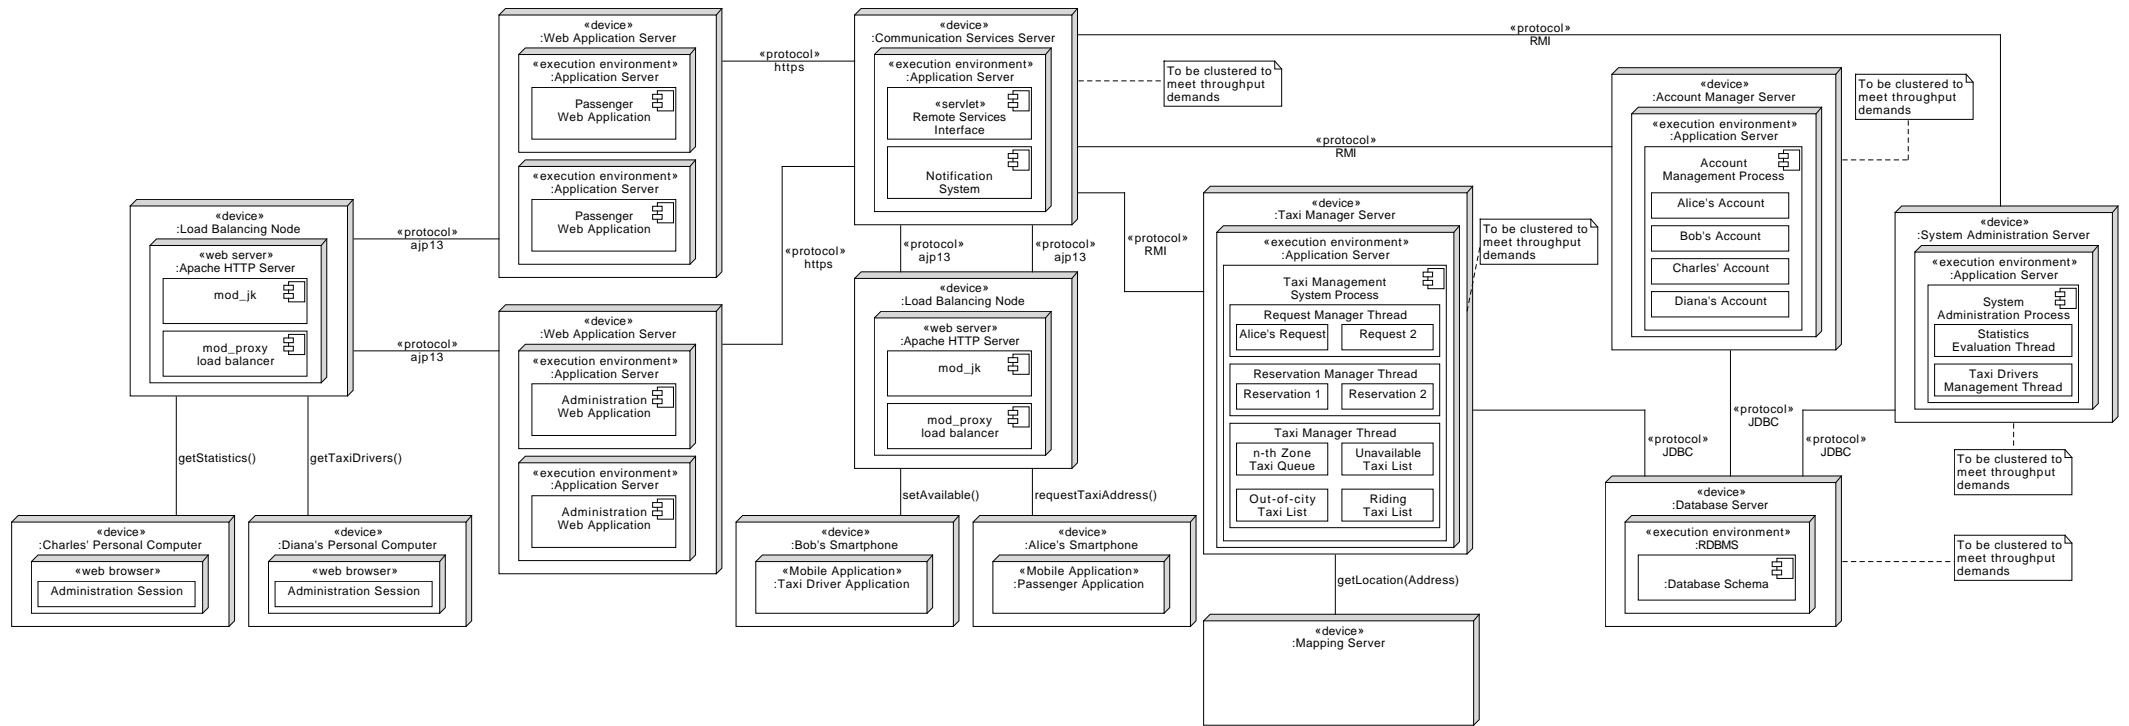 «device»
:Web Application Server
«execution environment»
:Application Server
Passenger
Web Application
«execution environment»
:Application Server
Passenger
Web Application
«protocol»
https
«device»
:Communication Services Server
«execution environment»
:Application Server
«servlet»
Remote Services
Interface
Notification
System
«protocol»
RMI
To be clustered to
meet throughput
demands
«protocol»
RMI
«device»
:Account Manager Server
«execution environment»
:Application Server
Account
Management Process
Alice's Account
Bob's Account
Charles' Account
Diana's Account
To be clustered to
meet throughput
demands
«device»
:Load Balancing Node
«web server»
:Apache HTTP Server
mod_jk
mod_proxy
load balancer
«protocol»
ajp13
«protocol»
ajp13
«device»
:Web Application Server
«execution environment»
:Application Server
Administration
Web Application
«execution environment»
:Application Server
Administration
Web Application
«protocol»
https
«protocol»
ajp13
«protocol»
ajp13
«protocol»
RMI
«device»
:Load Balancing Node
«web server»
:Apache HTTP Server
mod_jk
mod_proxy
load balancer
«device»
:Taxi Manager Server
«execution environment»
:Application Server
Taxi Management
System Process
Request Manager Thread
Alice's Request
Request 2
Reservation Manager Thread
Reservation 1
Reservation 2
Taxi Manager Thread
n-th Zone
Taxi Queue
Unavailable
Taxi List
Out-of-city
Taxi List
Riding
Taxi List
To be clustered to
meet throughput
demands
«device»
:System Administration Server
«execution environment»
:Application Server
System
Administration Process
Statistics
Evaluation Thread
Taxi Drivers
Management Thread
«protocol»
JDBC
«protocol»
JDBC
«protocol»
JDBC
To be clustered to
meet throughput
demands
getStatistics()
getTaxiDrivers()
setAvailable()
requestTaxiAddress()
«device»
:Charles' Personal Computer
«web browser»
Administration Session
«device»
:Diana's Personal Computer
«web browser»
Administration Session
«device»
:Bob's Smartphone
«Mobile Application»
:Taxi Driver Application
«device»
:Alice's Smartphone
«Mobile Application»
:Passenger Application
getLocation(Address)
«device»
:Mapping Server
«device»
:Database Server
«execution environment»
:RDBMS
:Database Schema
To be clustered to
meet throughput
demands